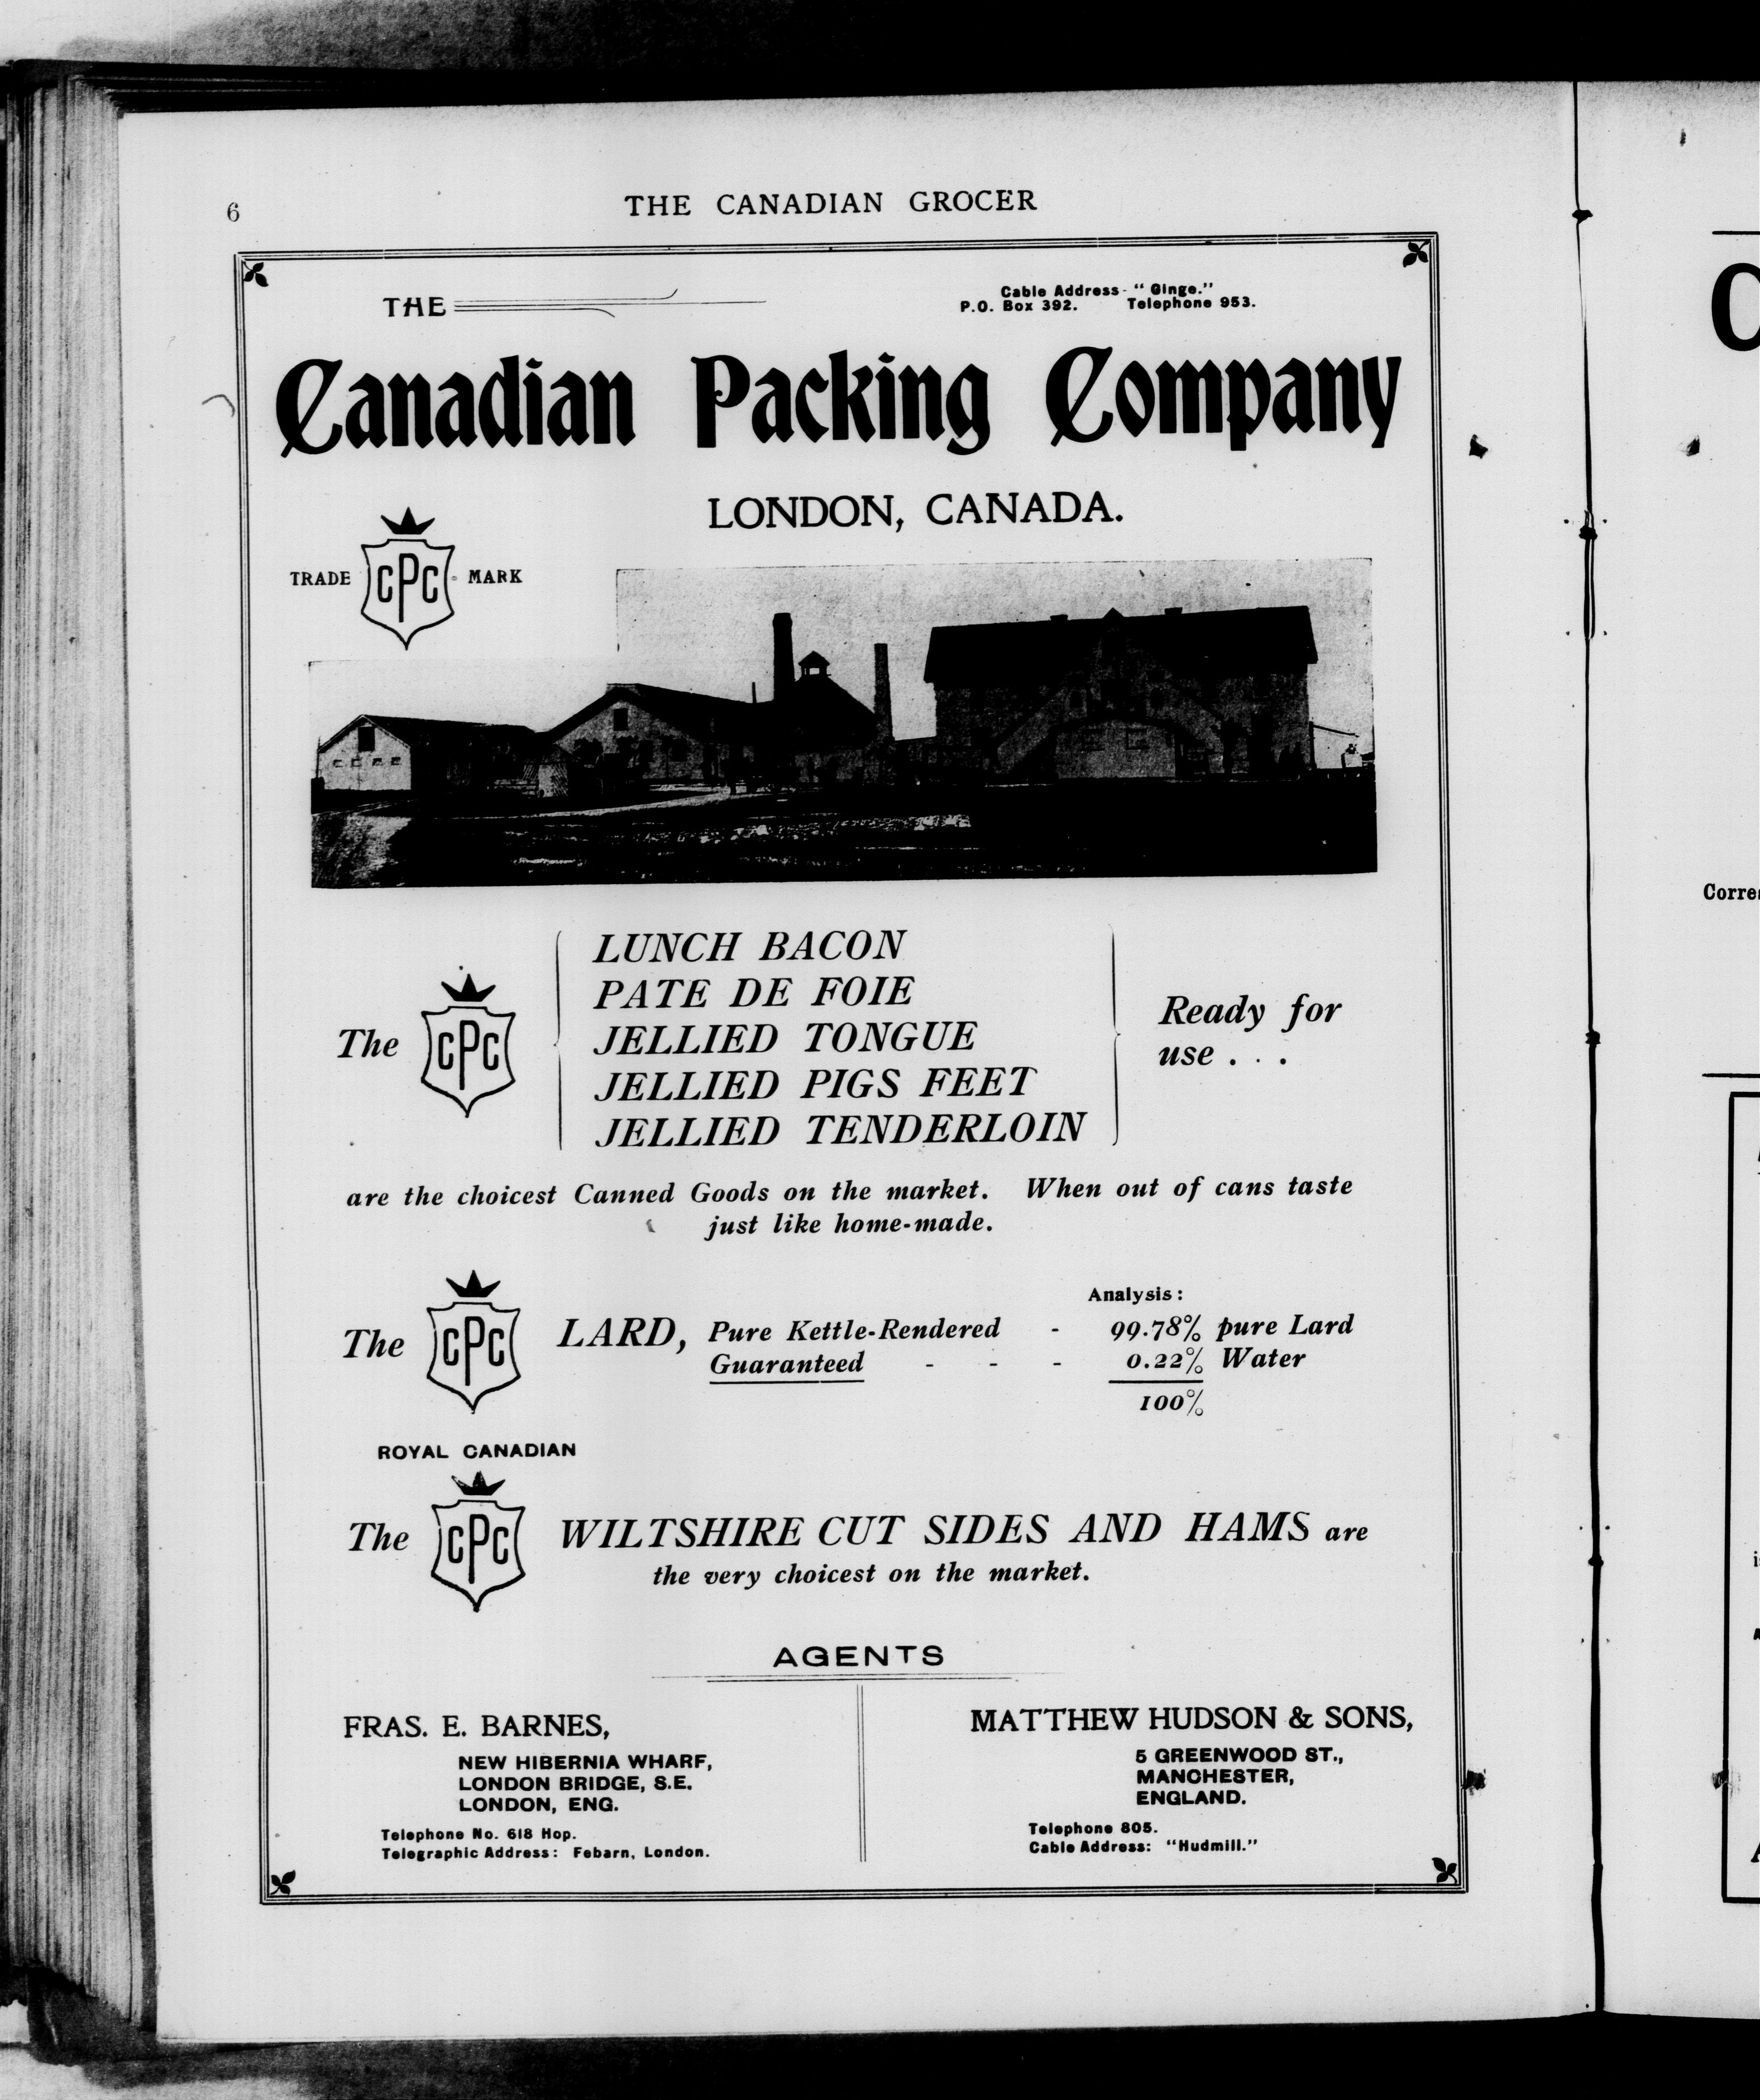 6
THE CANADIAN GROCER
THE
Cable Address - "Ginge."
P.O. Box 392. Telephone 953.
Canadian Packing Company
LONDON, CANADA.
TRADE CPC MARK
The CPC
LUNCH BACON
PATE DE FOIE
JELLIED TONGUE
JELLIED PIGS FEET
JELLIED TENDERLOIN
Ready for
use . . .
are the choicest Canned Goods on the market. When out of cans taste
just like home-made.
Analysis:
The CPC LARD, Pure Kettle-Rendered - 99.78% pure Lard
Guaranteed - - - 0.22% Water
100%
ROYAL CANADIAN
The CPC WILTSHIRE CUT SIDES AND HAMS are
the very choicest on the market.
AGENTS
FRAS. E. BARNES,
NEW HIBERNIA WHARF,
LONDON BRIDGE, S.E.
LONDON, ENG.
Telephone No. 618 Hop.
Telegraphic Address: Febarn, London.
MATTHEW HUDSON & SONS,
5 GREENWOOD ST.,
MANCHESTER,
ENGLAND.
Telephone 805.
Cable Address: "Hudmill."